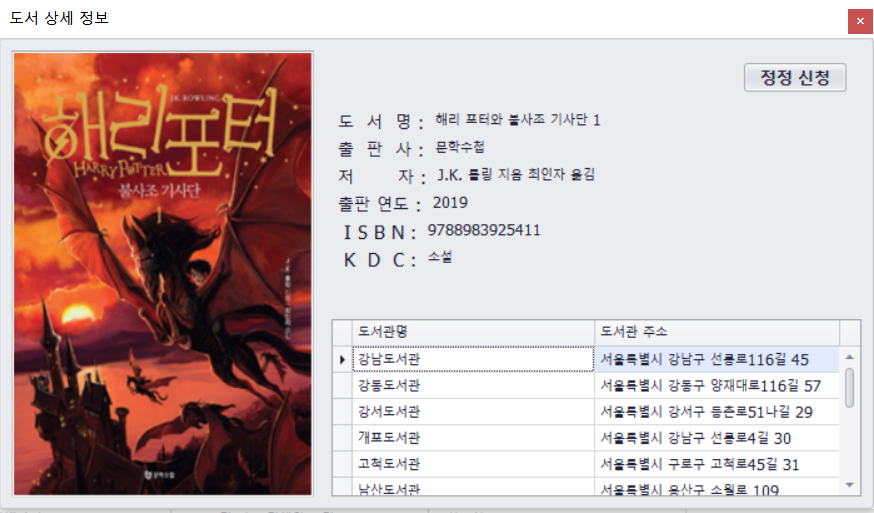 도서 상세 정보
정정 신청
해리포터
J.K. ROWLING
HARRY POTTER
불사조 기사단
1
문학수첩
도 서 명 : 해리 포터와 불사조 기사단 1
출 판 사 : 문학수첩
저 자 : J.K. 롤링 지음 최인자 옮김
출판 연도 : 2019
I S B N : 9788983925411
K D C : 소설
도서관명 도서관 주소
강남도서관 서울특별시 강남구 선릉로116길 45
강동도서관 서울특별시 강동구 양재대로116길 57
강서도서관 서울특별시 강서구 등촌로51나길 29
개포도서관 서울특별시 강남구 선릉로4길 30
고척도서관 서울특별시 구로구 고척로45길 31
남산도서관 서울특별시 용산구 소월로 109